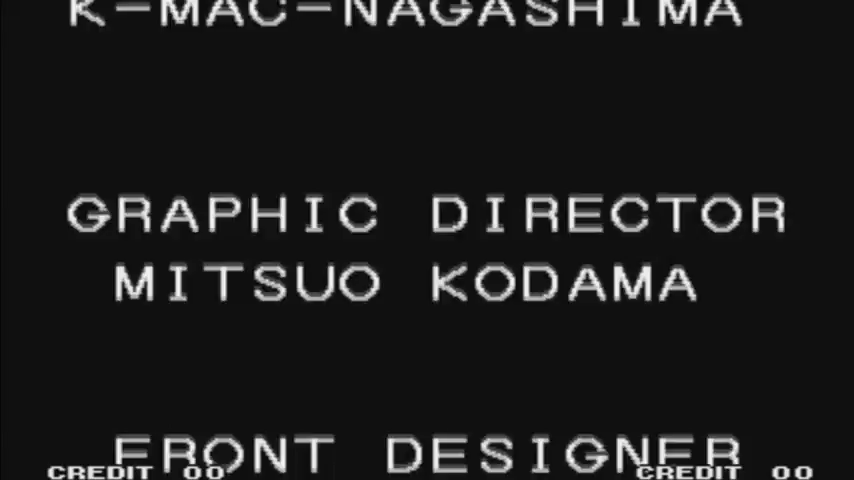 K-MAC-NAGASHIMA
GRAPHIC DIRECTOR
MITSUO KODAMA
FRONT DESIGNER
CREDIT 00 CREDIT 00